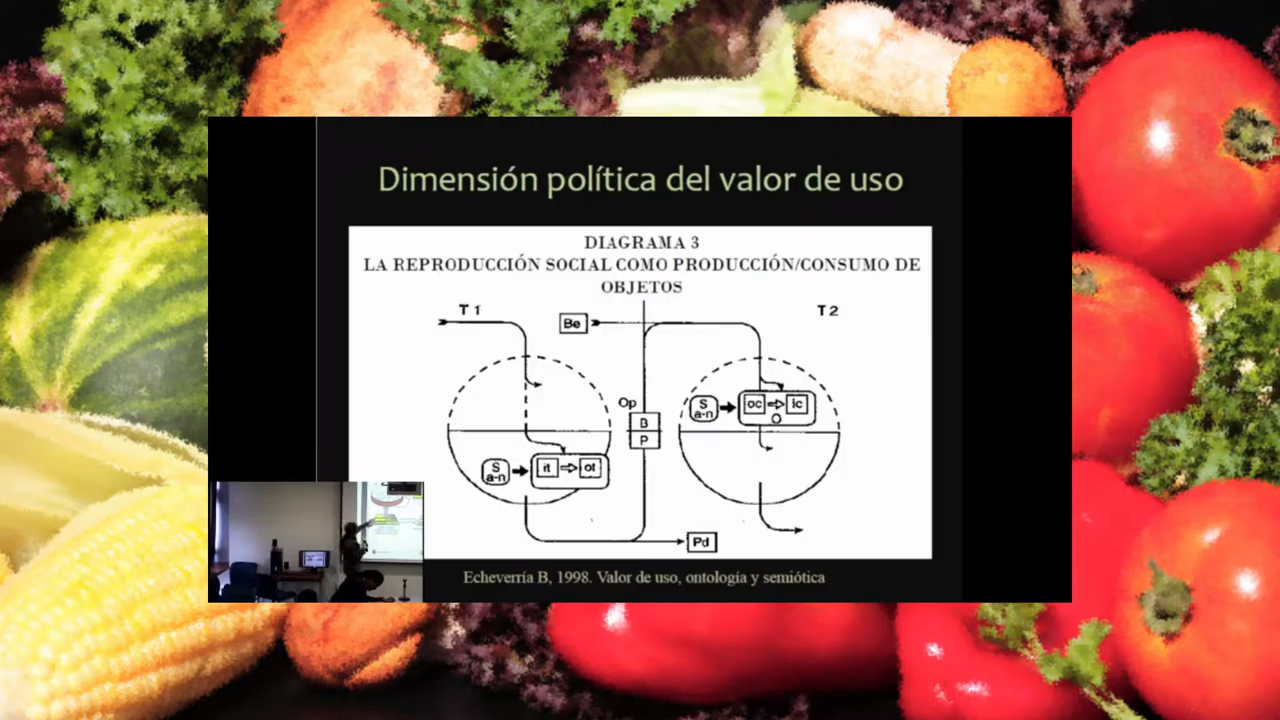 Dimensión política del valor de uso
DIAGRAMA 3
LA REPRODUCCIÓN SOCIAL COMO PRODUCCIÓN/CONSUMO DE
OBJETOS
T 1
Be
T 2
Op
B
P
S
a-n
oc
ic
O
S
a-n
it
ot
Pd
Echeverría B, 1998. Valor de uso, ontología y semiótica